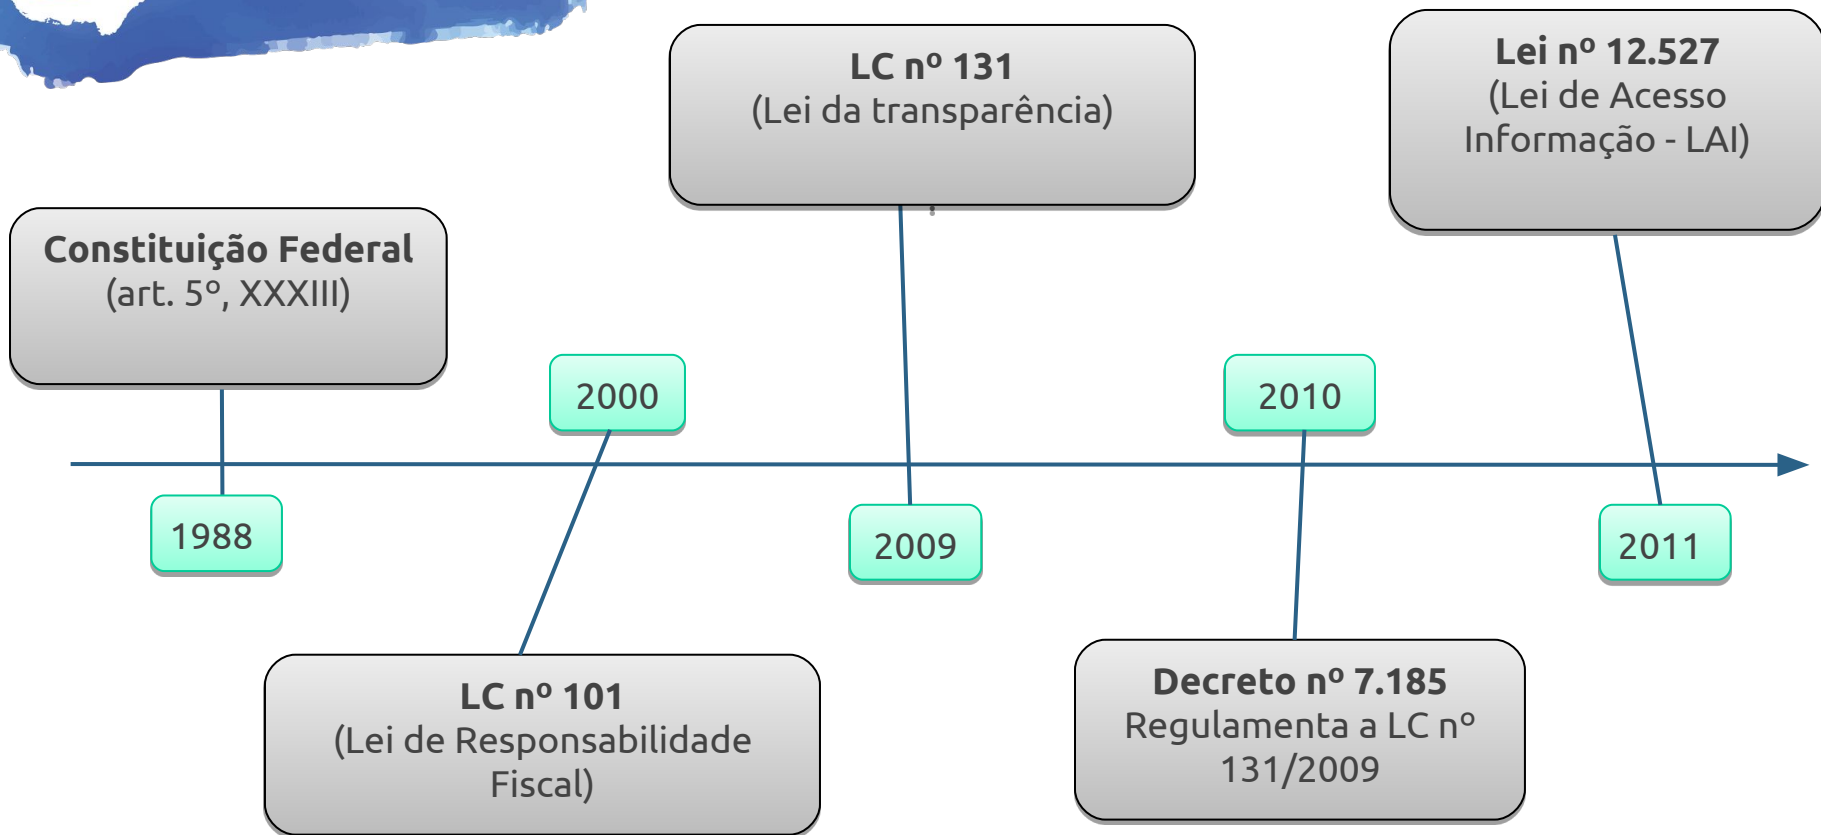 LC nº 131
(Lei da transparência)
Lei nº 12.527
(Lei de Acesso
Informação - LAI)
Constituição Federal
(art. 5º, XXXIII)
2000
2010
1988
2009
2011
LC nº 101
(Lei de Responsabilidade
Fiscal)
Decreto nº 7.185
Regulamenta a LC nº
131/2009